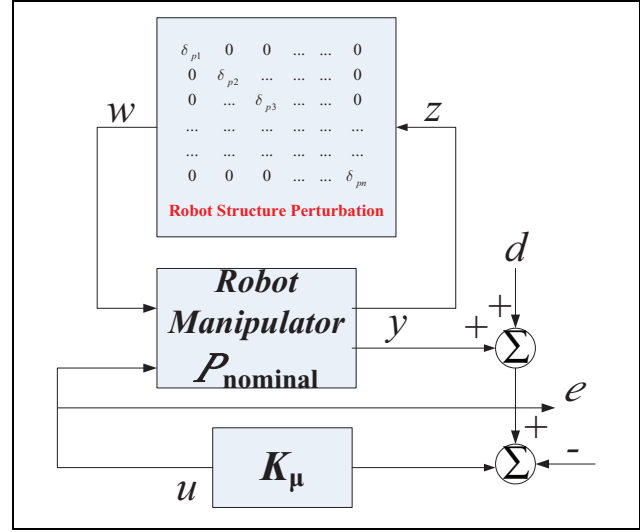 δp1 0 0 ... ... 0
0 δp2 ... ... ... 0
0 ... δp3 ... ... 0
... ... ... ... ... ...
... ... ... ... ... ...
0 0 0 ... ... δpn
Robot Structure Perturbation
w
z
Robot
Manipulator
P nominal
y
d
+
+
Σ
e
+
Kμ
u
Σ
-